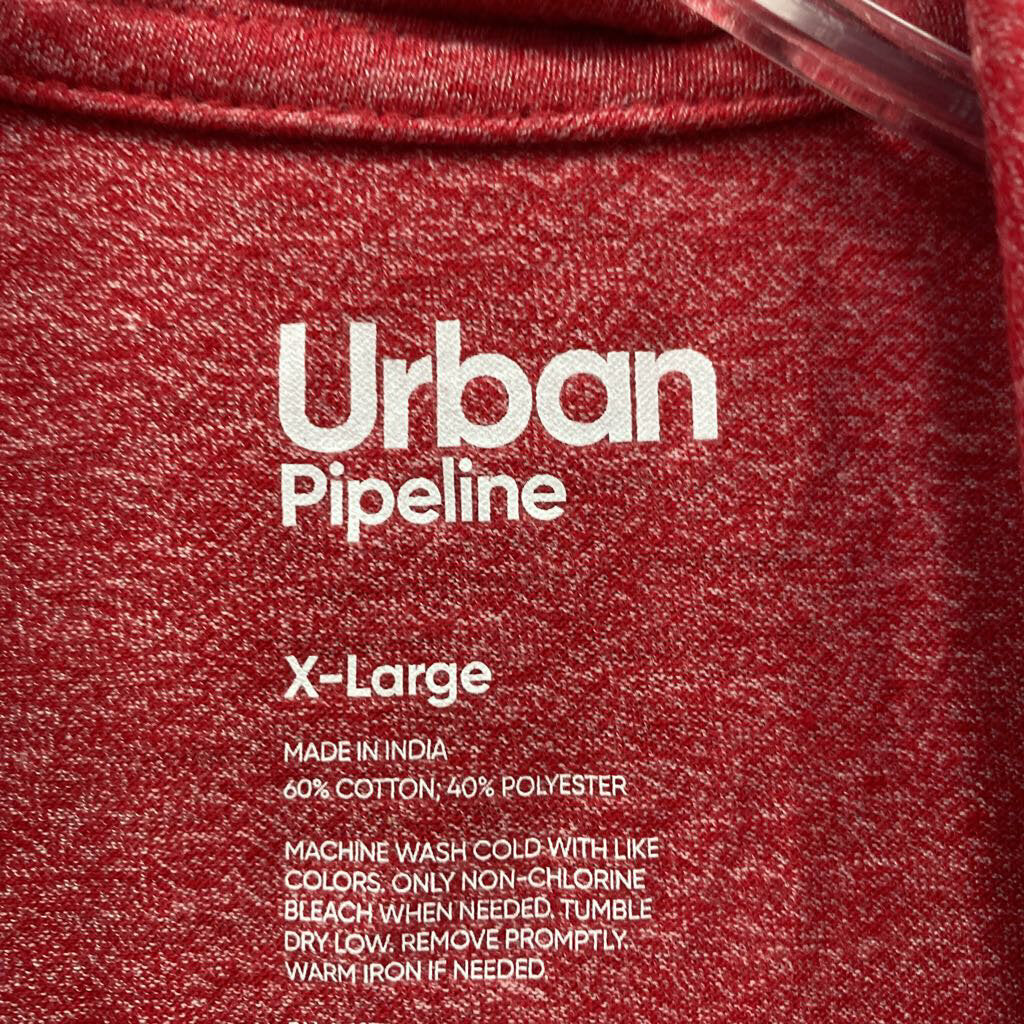 Urban
Pipeline
X-Large
MADE IN INDIA
60% COTTON; 40% POLYESTER
MACHINE WASH COLD WITH LIKE
COLORS. ONLY NON-CHLORINE
BLEACH WHEN NEEDED. TUMBLE
DRY LOW. REMOVE PROMPTLY.
WARM IRON IF NEEDED.